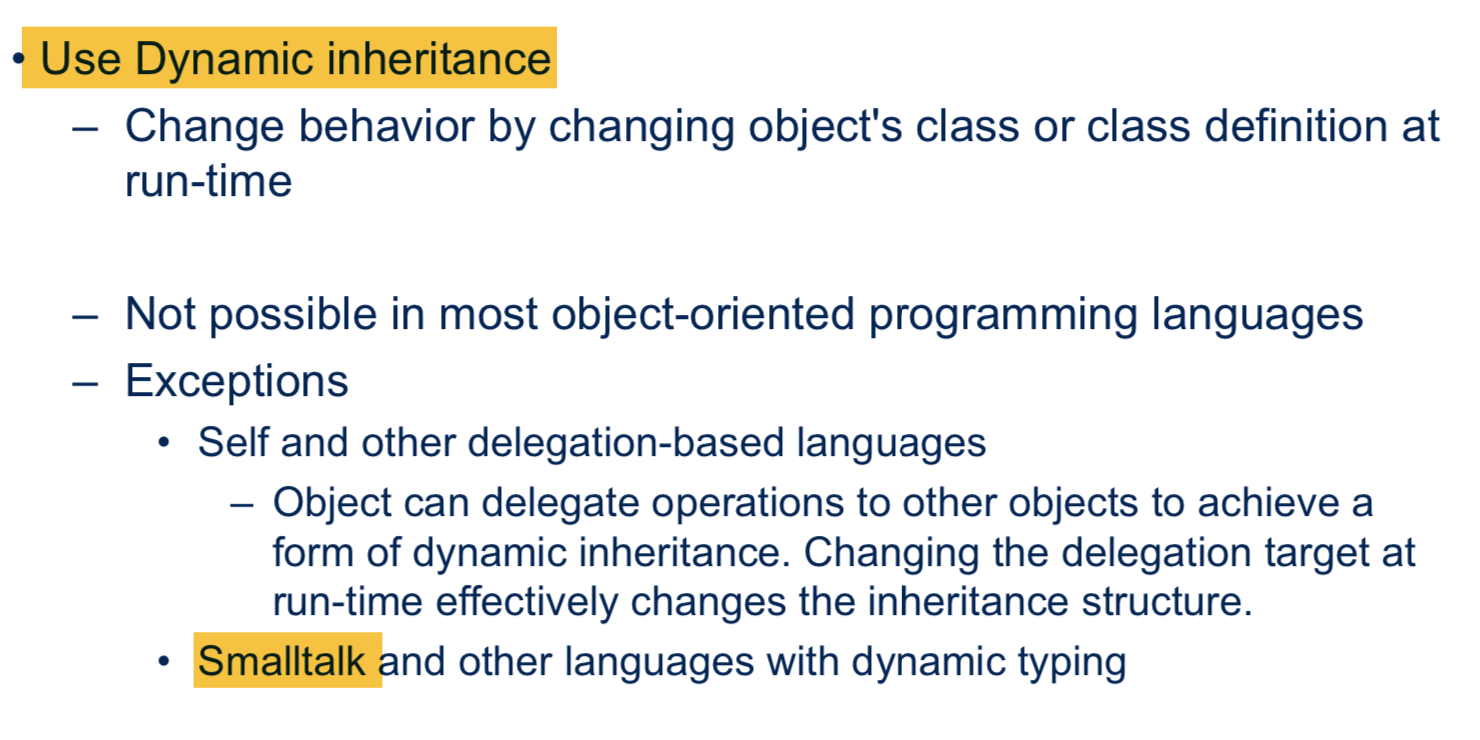 • Use Dynamic inheritance
– Change behavior by changing object's class or class definition at
run-time
– Not possible in most object-oriented programming languages
– Exceptions
• Self and other delegation-based languages
– Object can delegate operations to other objects to achieve a
form of dynamic inheritance. Changing the delegation target at
run-time effectively changes the inheritance structure.
• Smalltalk and other languages with dynamic typing